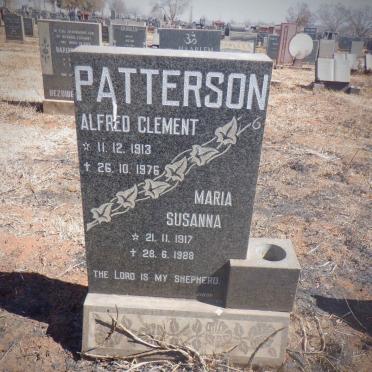 PATTERSON
ALFRED CLEMENT
☆ 11. 12. 1913
✝ 26. 10. 1976
MARIA
SUSANNA
☆ 21. 11. 1917
✝ 28. 6. 1988
THE LORD IS MY SHEPHERD.